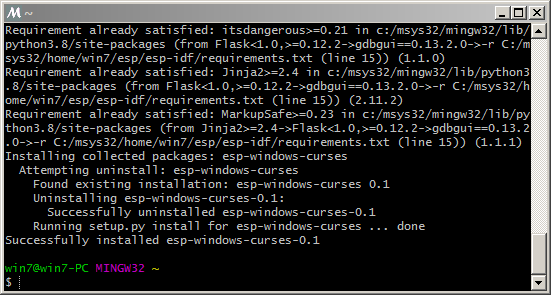 ~
Requirement already satisfied: itsdangerous>=0.21 in c:/msys32/mingw32/lib/
python3.8/site-packages (from Flask<1.0,>=0.12.2->gdbgui==0.13.2.0->-r C:/m
sys32/home/win7/esp/esp-idf/requirements.txt (line 15)) (1.1.0)
Requirement already satisfied: Jinja2>=2.4 in c:/msys32/mingw32/lib/python3
.8/site-packages (from Flask<1.0,>=0.12.2->gdbgui==0.13.2.0->-r C:/msys32/h
ome/win7/esp/esp-idf/requirements.txt (line 15)) (2.11.2)
Requirement already satisfied: MarkupSafe>=0.23 in c:/msys32/mingw32/lib/py
thon3.8/site-packages (from Jinja2>=2.4->Flask<1.0,>=0.12.2->gdbgui==0.13.2
.0->-r C:/msys32/home/win7/esp/esp-idf/requirements.txt (line 15)) (1.1.1)
Installing collected packages: esp-windows-curses
  Attempting uninstall: esp-windows-curses
    Found existing installation: esp-windows-curses 0.1
    Uninstalling esp-windows-curses-0.1:
      Successfully uninstalled esp-windows-curses-0.1
    Running setup.py install for esp-windows-curses ... done
Successfully installed esp-windows-curses-0.1
win7@win7-PC MINGW32 ~
$